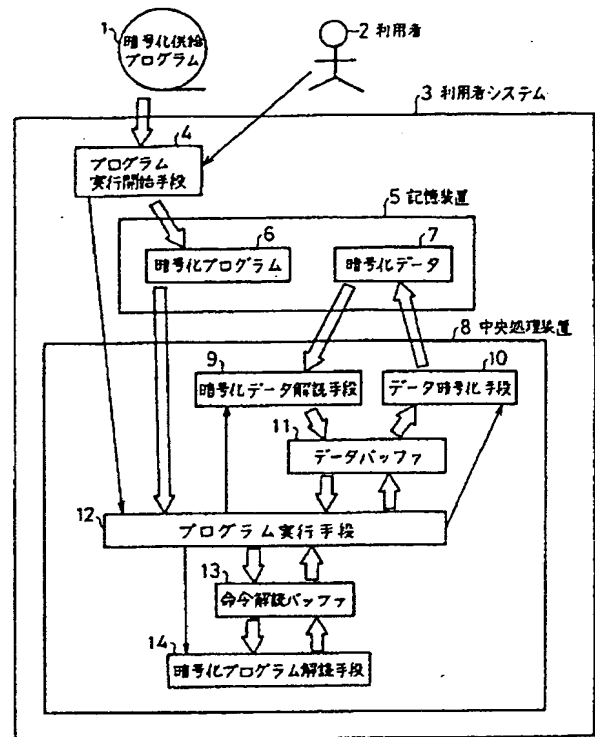 1
暗号化供給
プログラム
2 利用者
3 利用者システム
4
プログラム
実行開始手段
5 記憶装置
6
暗号化プログラム
7
暗号化データ
8 中央処理装置
9
暗号化データ解読手段
10
データ暗号化手段
11
データバッファ
12
プログラム実行手段
13
命令解読バッファ
14
暗号化プログラム解読手段